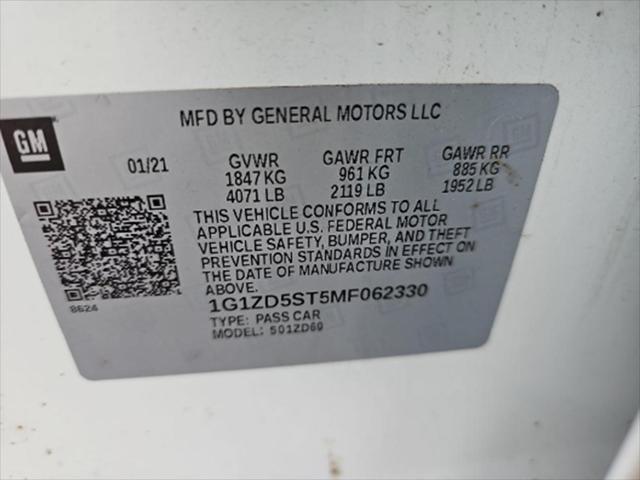 MFD BY GENERAL MOTORS LLC
GM
01/21 GVWR GAWR FRT GAWR RR
1847 KG 961 KG 885 KG
4071 LB 2119 LB 1952 LB
THIS VEHICLE CONFORMS TO ALL
APPLICABLE U.S. FEDERAL MOTOR
VEHICLE SAFETY, BUMPER, AND THEFT
PREVENTION STANDARDS IN EFFECT ON
THE DATE OF MANUFACTURE SHOWN
ABOVE.
8624
1G1ZD5ST5MF062330
TYPE: PASS CAR
MODEL: 501ZD69